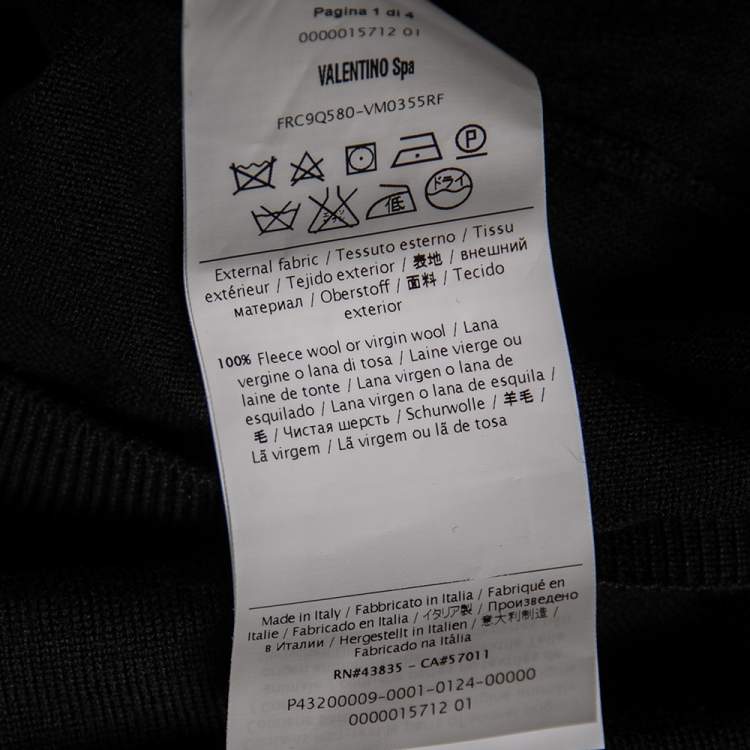 Pagina 1 di 4
0000015712 01
VALENTINO Spa
FRC9Q580-VM0355RF
P
低 ドライ
External fabric / Tessuto esterno / Tissu
extérieur / Tejido exterior / 表地 / внешний
материал / Oberstoff / 面料 / Tecido
exterior
100% Fleece wool or virgin wool / Lana
vergine o lana di tosa / Laine vierge ou
laine de tonte / Lana virgen o lana de
esquilado / Lana virgen o lana de esquila /
毛 / Чистая шерсть / Schurwolle / 羊毛 /
Lã virgem / Lã virgem ou lã de tosa
Made in Italy / Fabbricato in Italia / Fabriqué en
Italie / Fabricado en Italia / イタリア製 / Произведено
в Италии / Hergestellt in Italien / 意大利制造 /
Fabricado na Itália
RN#43835 - CA#57011
P43200009-0001-0124-00000
0000015712 01